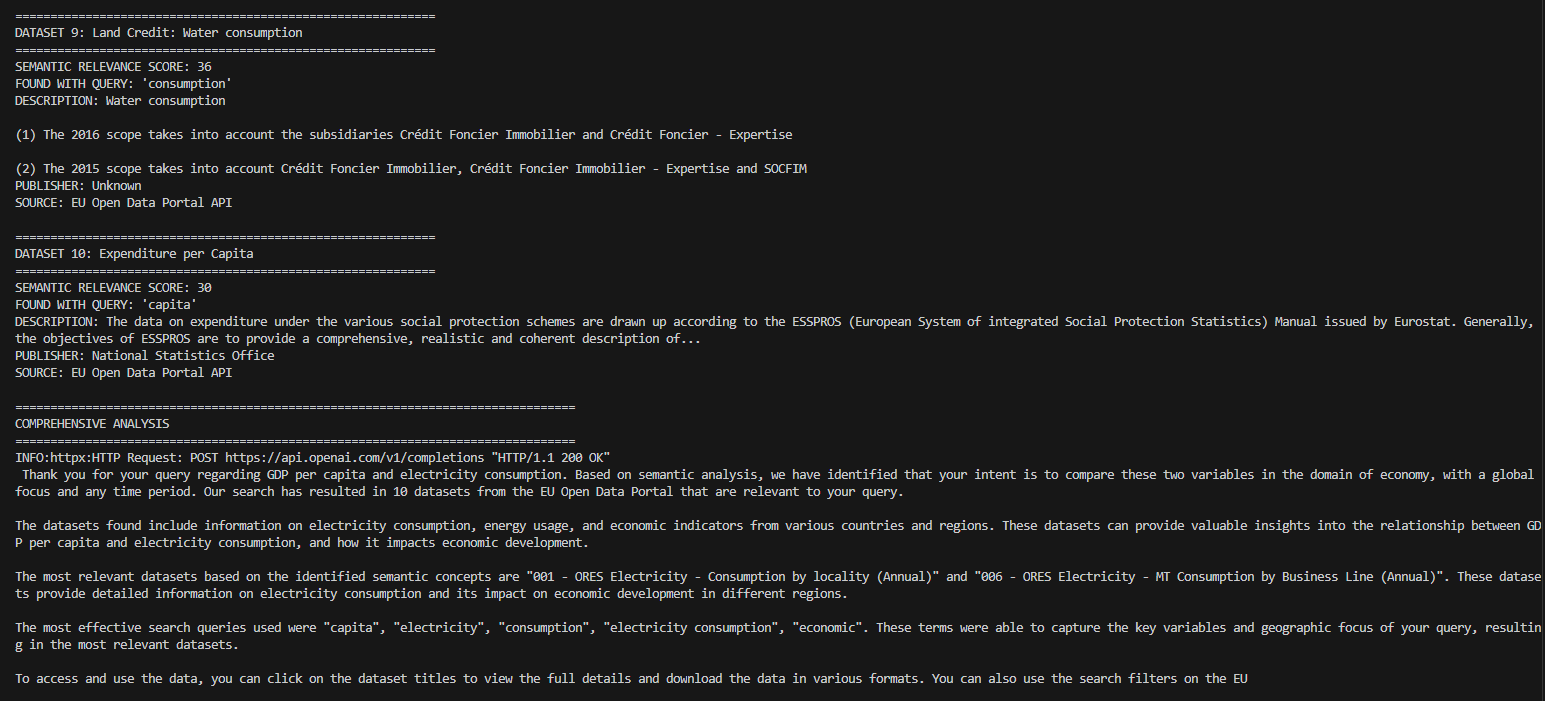 ============================================================
DATASET 9: Land Credit: Water consumption
============================================================
SEMANTIC RELEVANCE SCORE: 36
FOUND WITH QUERY: 'consumption'
DESCRIPTION: Water consumption
(1) The 2016 scope takes into account the subsidiaries Crédit Foncier Immobilier and Crédit Foncier - Expertise
(2) The 2015 scope takes into account Crédit Foncier Immobilier, Crédit Foncier Immobilier - Expertise and SOCFIM
PUBLISHER: Unknown
SOURCE: EU Open Data Portal API
============================================================
DATASET 10: Expenditure per Capita
============================================================
SEMANTIC RELEVANCE SCORE: 30
FOUND WITH QUERY: 'capita'
DESCRIPTION: The data on expenditure under the various social protection schemes are drawn up according to the ESSPROS (European System of integrated Social Protection Statistics) Manual issued by Eurostat. Generally,
the objectives of ESSPROS are to provide a comprehensive, realistic and coherent description of...
PUBLISHER: National Statistics Office
SOURCE: EU Open Data Portal API
================================================================================
COMPREHENSIVE ANALYSIS
================================================================================
INFO:httpx:HTTP Request: POST https://api.openai.com/v1/completions "HTTP/1.1 200 OK"
Thank you for your query regarding GDP per capita and electricity consumption. Based on semantic analysis, we have identified that your intent is to compare these two variables in the domain of economy, with a global
focus and any time period. Our search has resulted in 10 datasets from the EU Open Data Portal that are relevant to your query.
The datasets found include information on electricity consumption, energy usage, and economic indicators from various countries and regions. These datasets can provide valuable insights into the relationship between GD
P per capita and electricity consumption, and how it impacts economic development.
The most relevant datasets based on the identified semantic concepts are "001 - ORES Electricity - Consumption by locality (Annual)" and "006 - ORES Electricity - MT Consumption by Business Line (Annual)". These datase
ts provide detailed information on electricity consumption and its impact on economic development in different regions.
The most effective search queries used were "capita", "electricity", "consumption", "electricity consumption", "economic". These terms were able to capture the key variables and geographic focus of your query, resultin
g in the most relevant datasets.
To access and use the data, you can click on the dataset titles to view the full details and download the data in various formats. You can also use the search filters on the EU